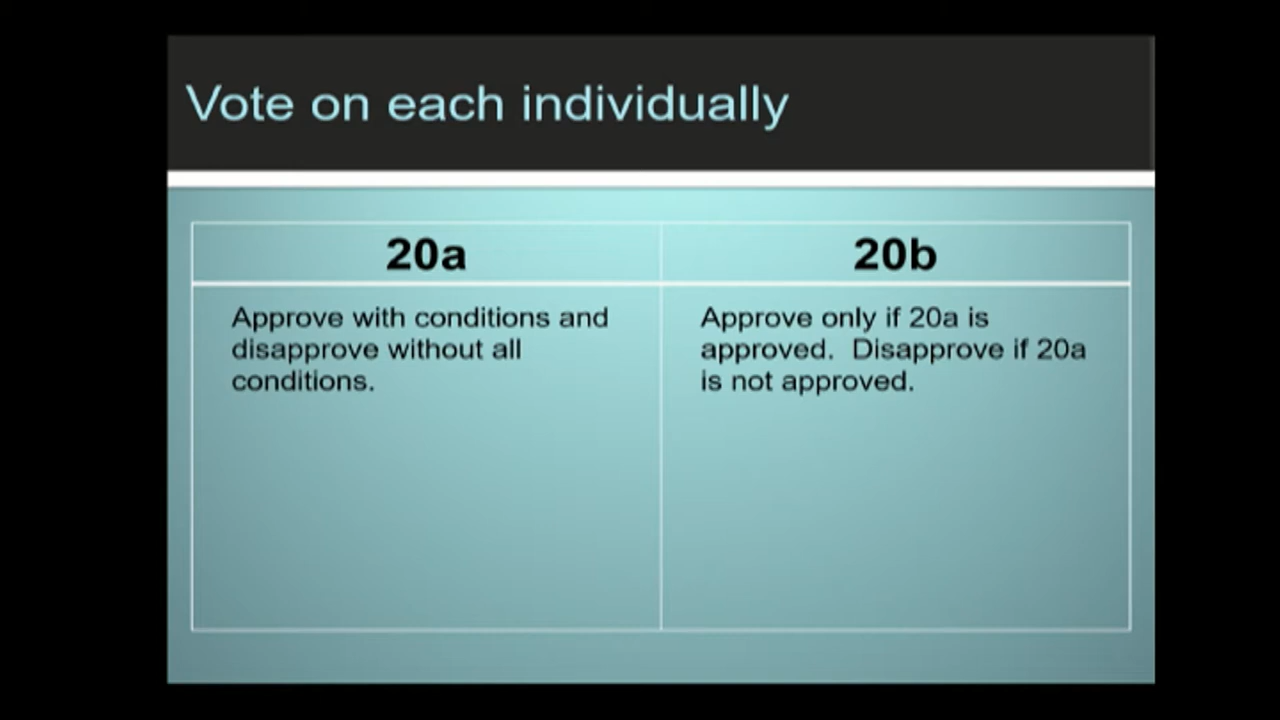 Vote on each individually
20a
20b
Approve with conditions and
disapprove without all
conditions.
Approve only if 20a is
approved.  Disapprove if 20a
is not approved.